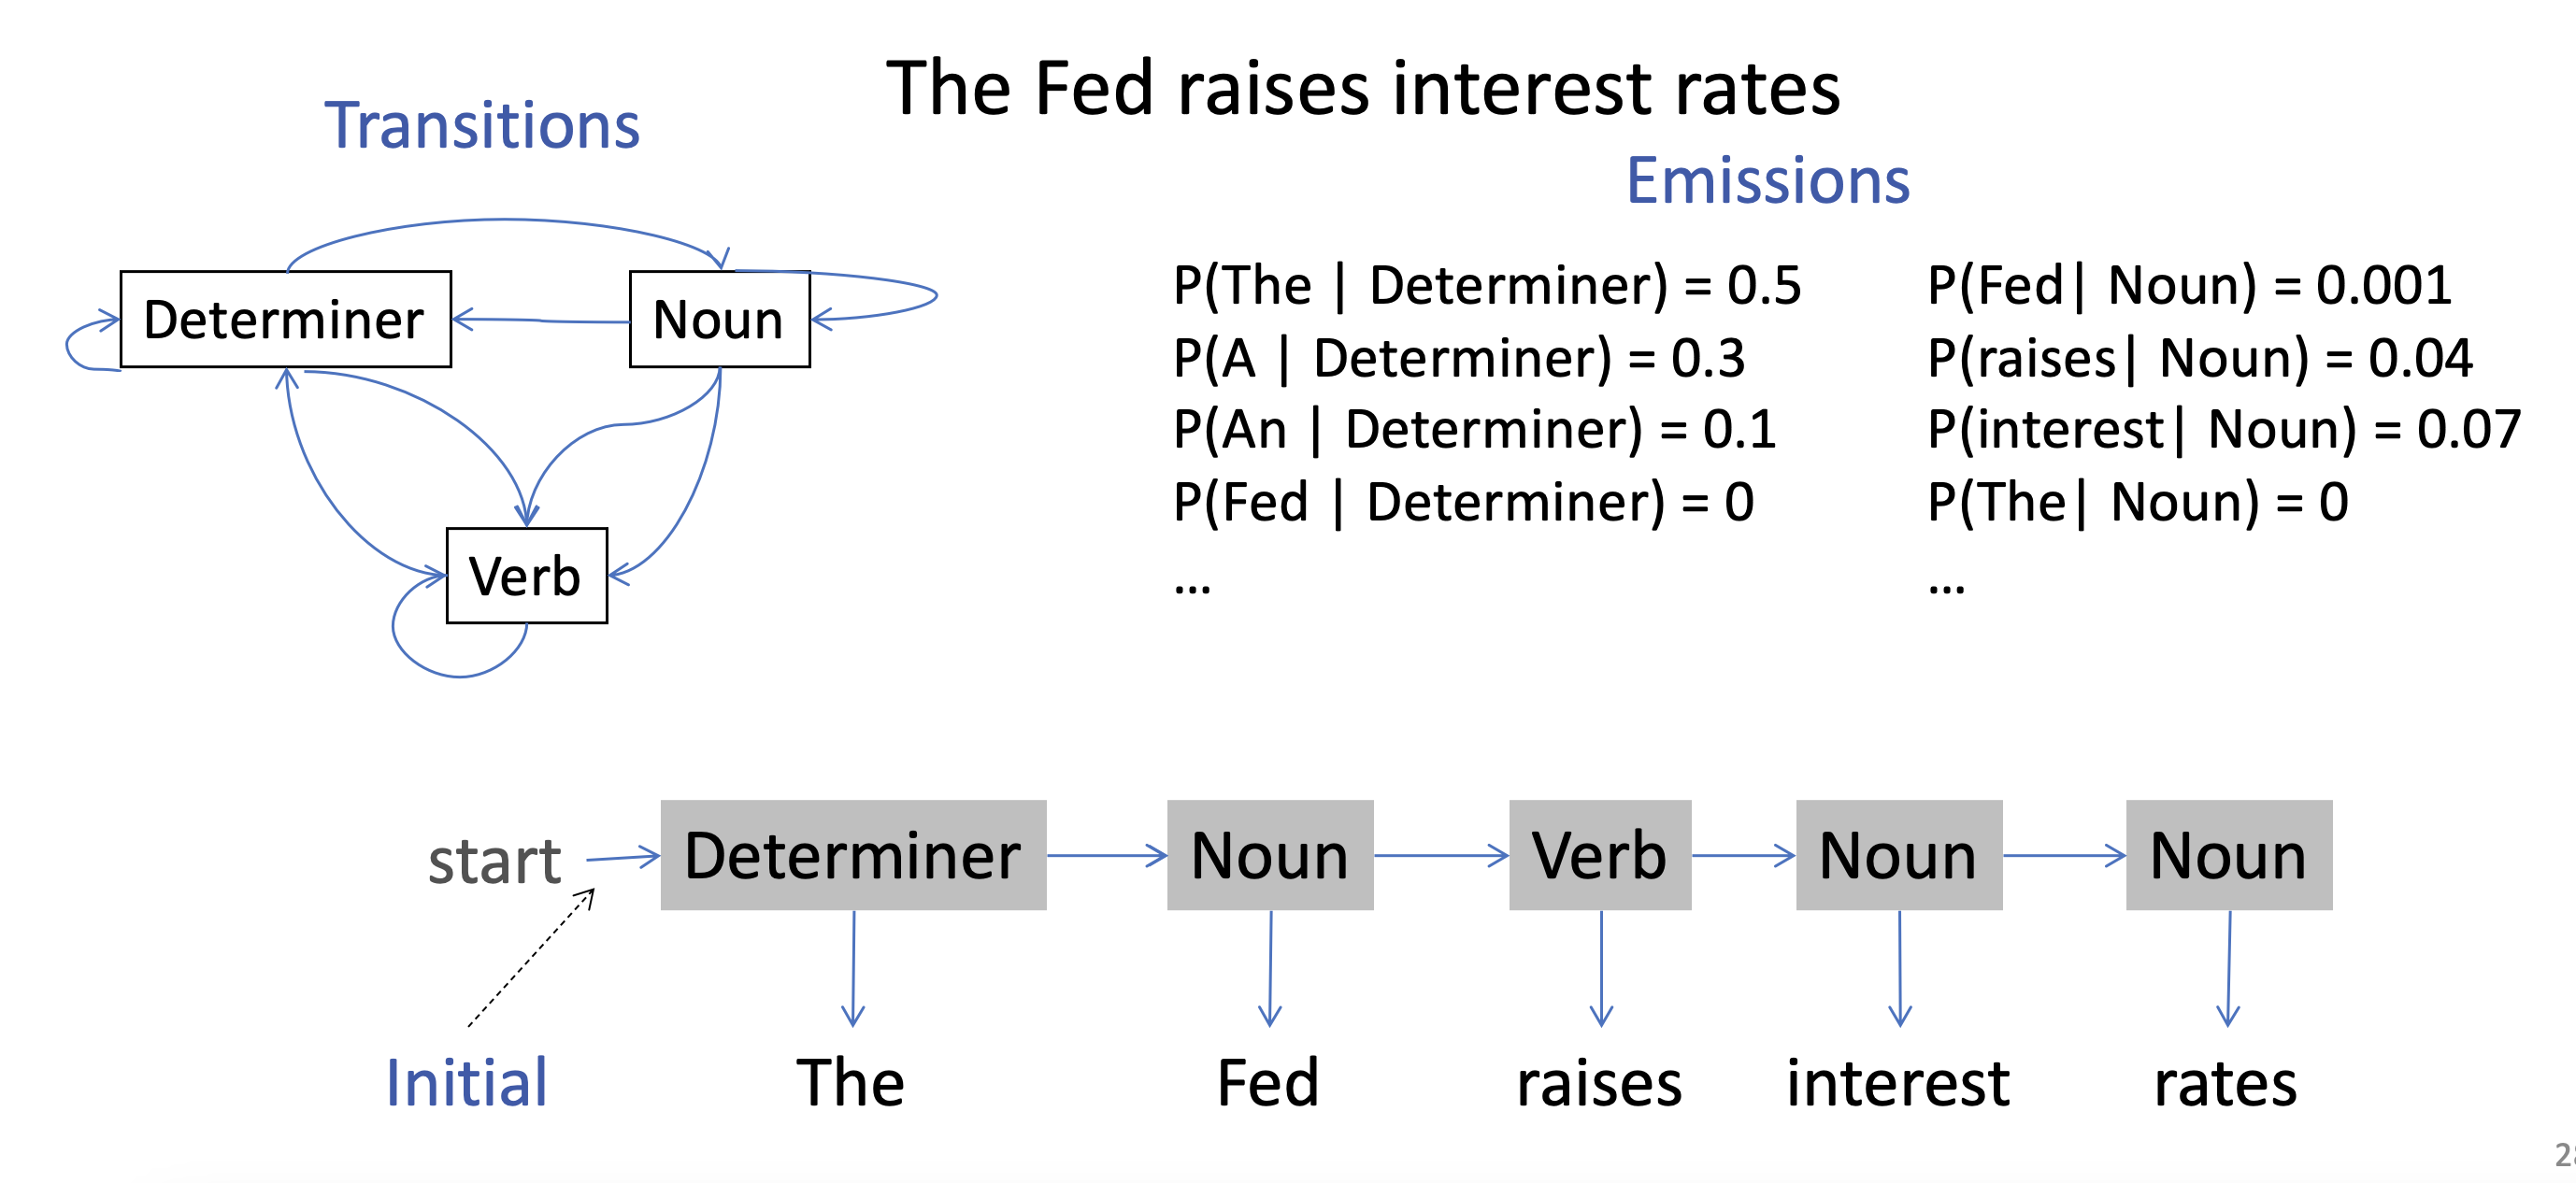 The Fed raises interest rates
Transitions
Emissions
Determiner
Noun
Verb
P(The | Determiner) = 0.5
P(A | Determiner) = 0.3
P(An | Determiner) = 0.1
P(Fed | Determiner) = 0
...
P(Fed| Noun) = 0.001
P(raises| Noun) = 0.04
P(interest| Noun) = 0.07
P(The| Noun) = 0
...
start
Determiner
Noun
Verb
Noun
Noun
Initial
The
Fed
raises
interest
rates